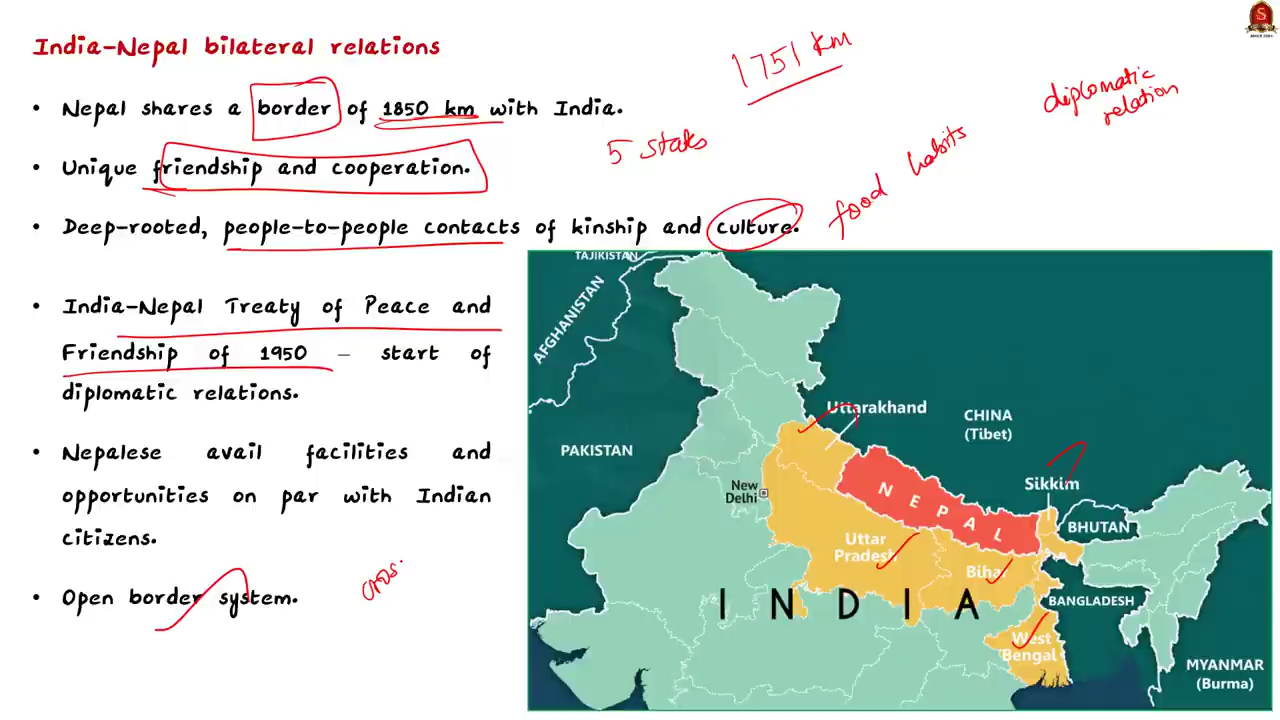 India-Nepal bilateral relations
1751 km
diplomatic
relation
• Nepal shares a border of 1850 km with India.
5 states
• Unique friendship and cooperation.
food habits
• Deep-rooted, people-to-people contacts of kinship and culture.
• India-Nepal Treaty of Peace and
Friendship of 1950 – start of
diplomatic relations.
• Nepalese avail facilities and
opportunities on par with Indian
citizens.
• Open border system.
TAJIKISTAN
AFGHANISTAN
PAKISTAN
Uttarakhand
CHINA
(Tibet)
New
Delhi
NEPAL
Sikkim
BHUTAN
Uttar
Pradesh
Bihar
INDIA
BANGLADESH
West
Bengal
MYANMAR
(Burma)
S